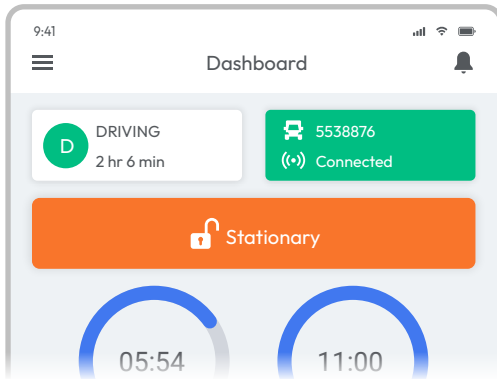 9:41
Dashboard
D
DRIVING
2 hr 6 min
5538876
Connected
Stationary
05:54
11:00